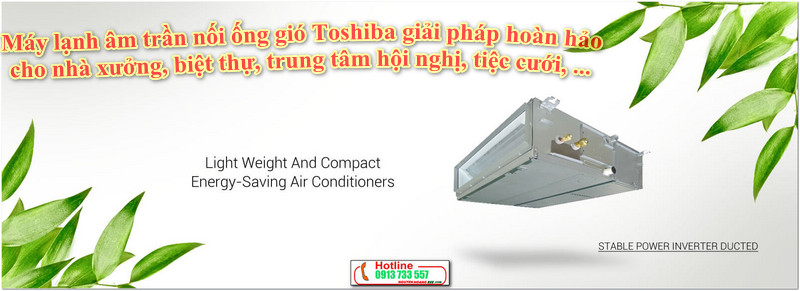 Máy lạnh âm trần nối ống gió Toshiba giải pháp hoàn hảo
cho nhà xưởng, biệt thự, trung tâm hội nghị, tiệc cưới, ...
Light Weight And Compact
Energy-Saving Air Conditioners
STABLE POWER INVERTER DUCTED
Hotline
0913 733 557